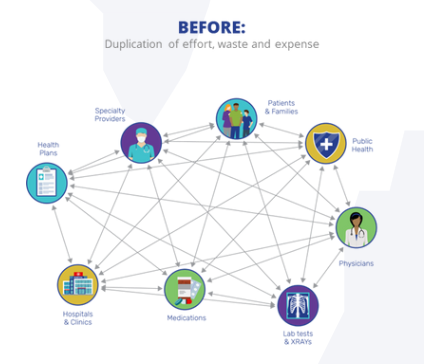 BEFORE:
Duplication of effort, waste and expense
Patients
& Families
Specialty
Providers
Public
Health
Health
Plans
Physicians
Hospitals
& Clinics
Medications
Lab tests
& XRAYs